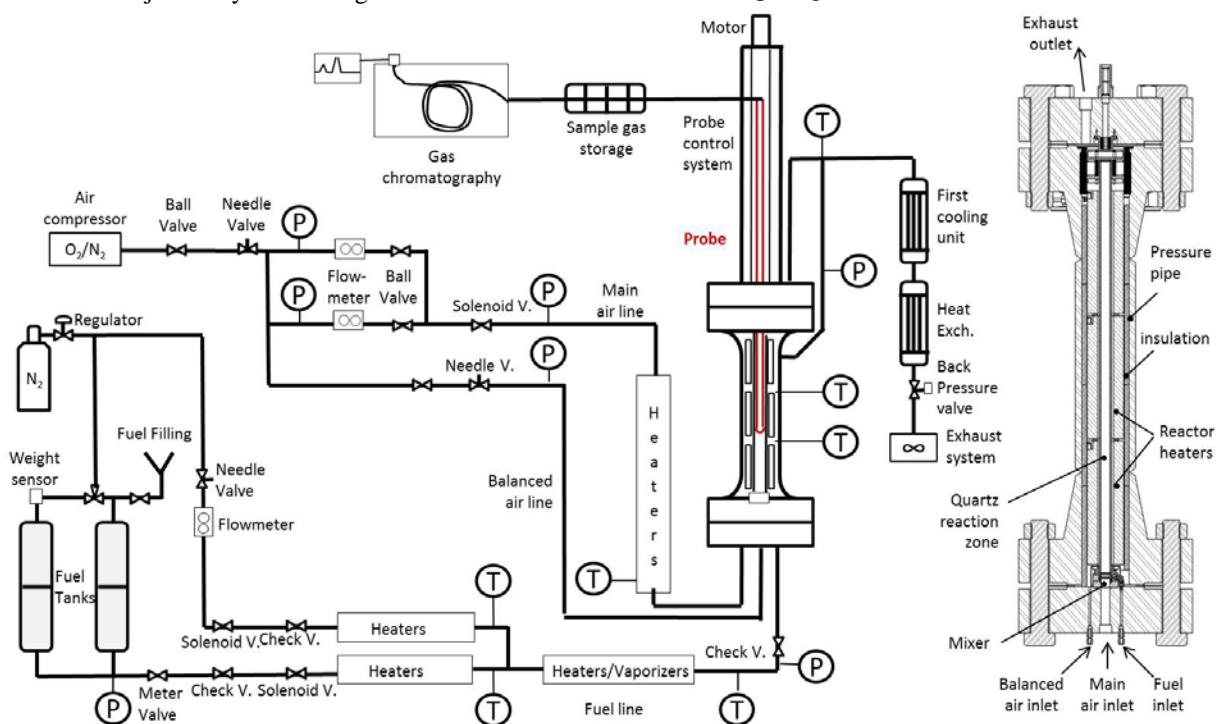 Motor
Gas
chromatography
Sample gas
storage
Probe
control
system
Probe
T
First
cooling
unit
P
Heat
Exch.
Back
Pressure
valve
Exhaust
system
Air
compressor
O₂/N₂
Ball
Valve
Needle
Valve
P
P
Flow-
meter
Ball
Valve
Solenoid V.
P
Main
air line
Regulator
N₂
Needle V.
P
T
T
Heaters
Fuel Filling
Weight
sensor
Needle
Valve
Flowmeter
Balanced
air line
Fuel
Tanks
T
T
Solenoid V.
Check V.
Heaters
Check V.
P
Meter
Valve
Check V.
Solenoid V.
Heaters
Heaters/Vaporizers
P
T
T
Fuel line
Exhaust
outlet
Pressure
pipe
insulation
Reactor
heaters
Quartz
reaction
zone
Mixer
Balanced
air inlet
Main
air inlet
Fuel
inlet